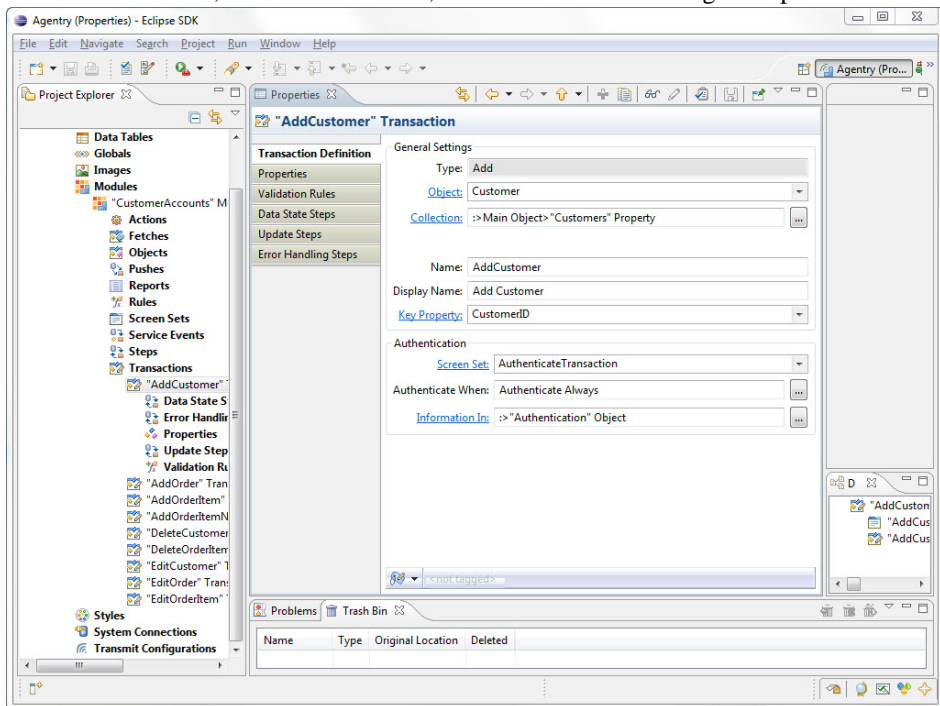 Agentry (Properties) - Eclipse SDK
File Edit Navigate Search Project Run Window Help
Agentry (Pro...
Project Explorer
Properties
"AddCustomer" Transaction
Data Tables
Globals
Images
Modules
"CustomerAccounts" M
Actions
Fetches
Objects
Pushes
Reports
Rules
Screen Sets
Service Events
Steps
Transactions
"AddCustomer"
Data State S
Error Handlir
Properties
Update Step
Validation Ru
"AddOrder" Tran
"AddOrderItem"
"AddOrderItemN
"DeleteCustomer
"DeleteOrderItem
"EditCustomer" T
"EditOrder" Trans
"EditOrderItem"
Styles
System Connections
Transmit Configurations
Transaction Definition
Properties
Validation Rules
Data State Steps
Update Steps
Error Handling Steps
General Settings
Type: Add
Object: Customer
Collection: :>Main Object>"Customers" Property ...
Name: AddCustomer
Display Name: Add Customer
Key Property: CustomerID
Authentication
Screen Set: AuthenticateTransaction
Authenticate When: Authenticate Always ...
Information In: :>"Authentication" Object ...
<not tagged>
D
"AddCuston
"AddCus
"AddCus
Problems Trash Bin
Name Type Original Location Deleted